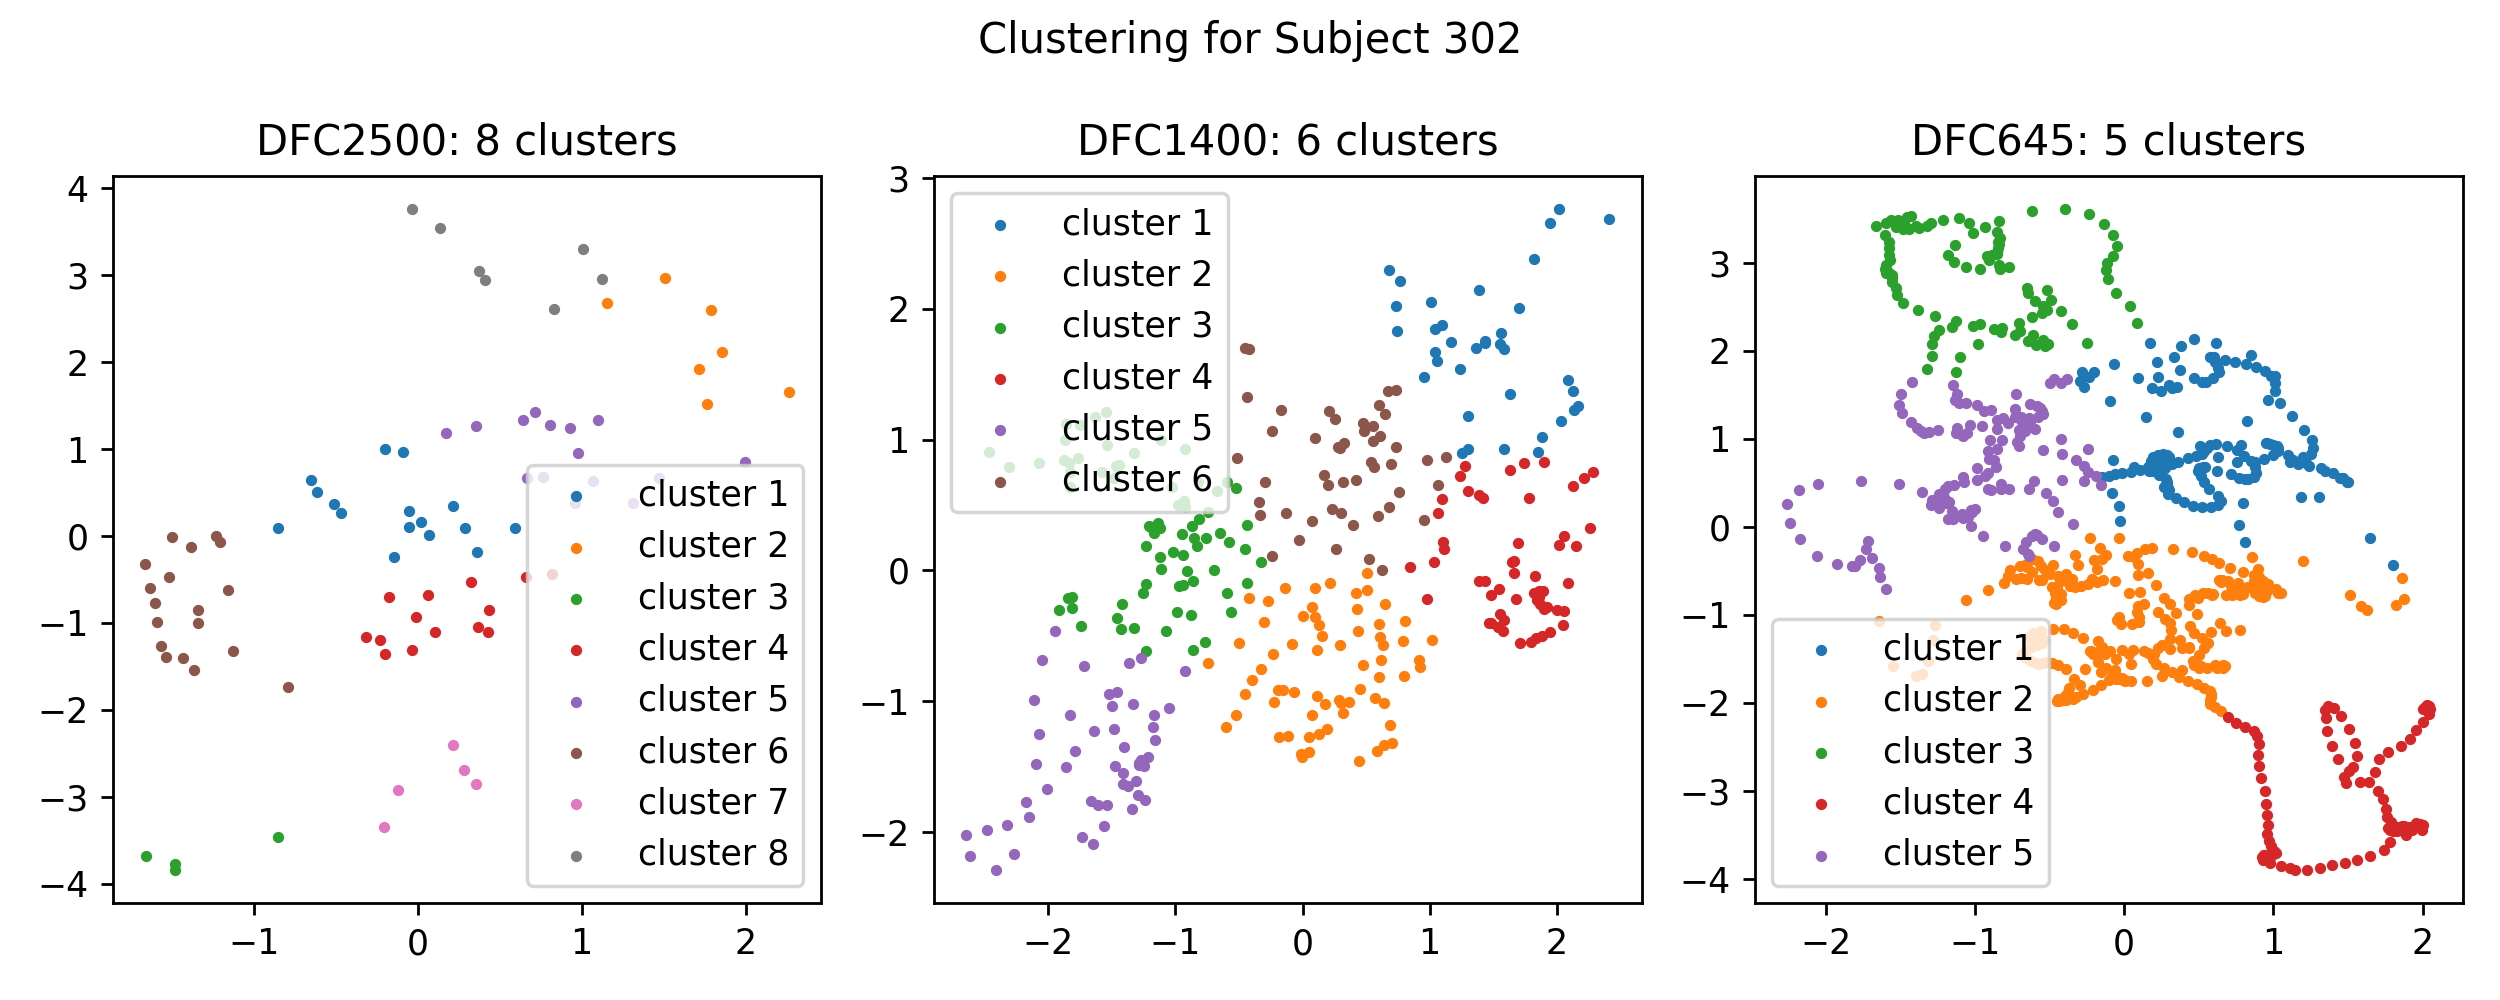 Clustering for Subject 302
DFC2500: 8 clusters
4
3
2
1
0
−1
−2
−3
−4
−1
0
1
2
cluster 1
cluster 2
cluster 3
cluster 4
cluster 5
cluster 6
cluster 7
cluster 8
DFC1400: 6 clusters
3
2
1
0
−1
−2
−2
−1
0
1
2
cluster 1
cluster 2
cluster 3
cluster 4
cluster 5
cluster 6
DFC645: 5 clusters
3
2
1
0
−1
−2
−3
−4
−2
−1
0
1
2
cluster 1
cluster 2
cluster 3
cluster 4
cluster 5